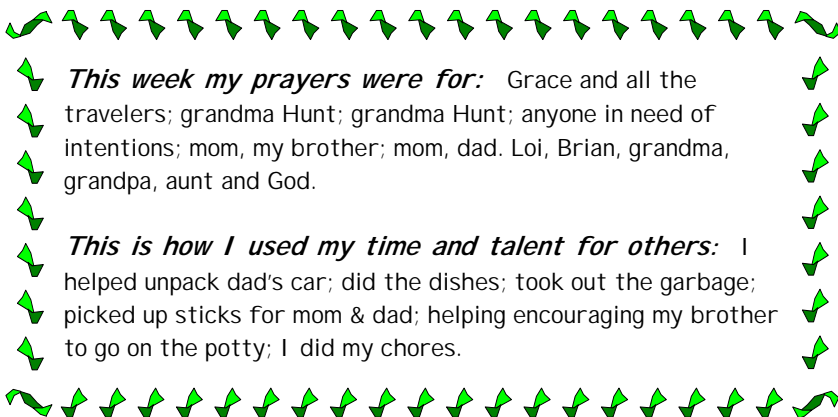 This week my prayers were for: Grace and all the
travelers; grandma Hunt; grandma Hunt; anyone in need of
intentions; mom, my brother; mom, dad. Loi, Brian, grandma,
grandpa, aunt and God.
This is how I used my time and talent for others: I
helped unpack dad's car; did the dishes; took out the garbage;
picked up sticks for mom & dad; helping encouraging my brother
to go on the potty; I did my chores.